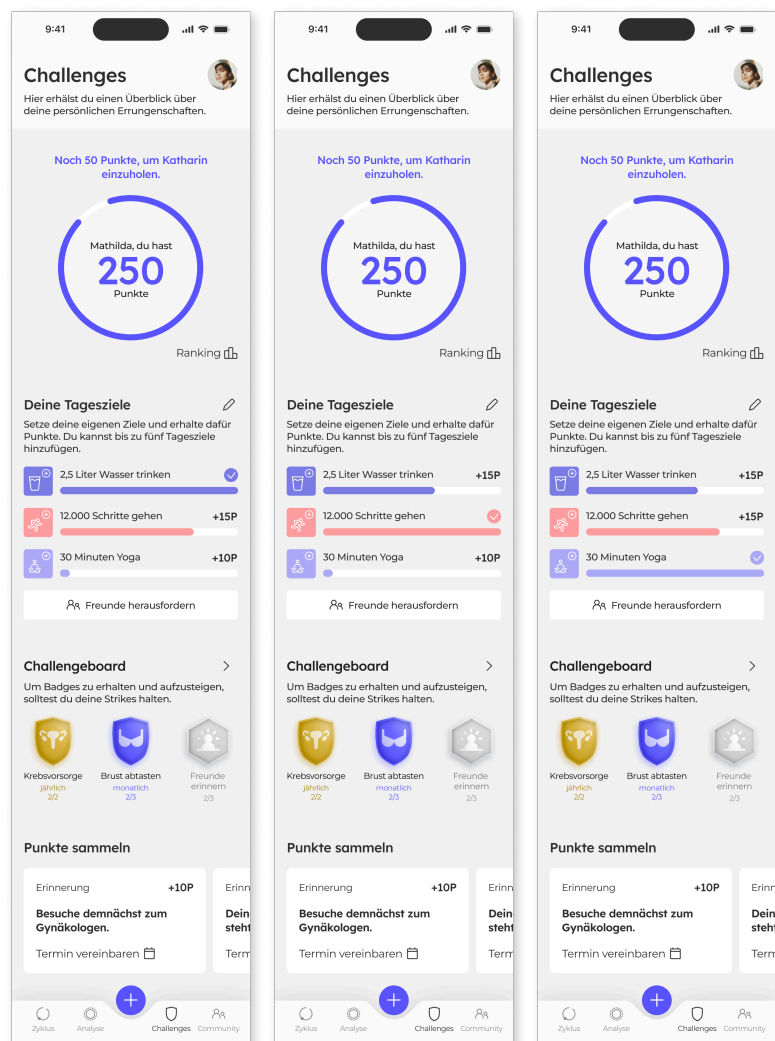 9:41
Challenges
Hier erhälst du einen Überblick über
deine persönlichen Errungenschaften.
Noch 50 Punkte, um Katharin
einzuholen.
Mathilda, du hast
250
Punkte
Ranking
Deine Tagesziele
Setze deine eigenen Ziele und erhalte dafür
Punkte. Du kannst bis zu fünf Tagesziele
hinzufügen.
2,5 Liter Wasser trinken
12.000 Schritte gehen +15P
30 Minuten Yoga +10P
Freunde herausfordern
Challengeboard
Um Badges zu erhalten und aufzusteigen,
solltest du deine Strikes halten.
Krebsvorsorge Brust abtasten Freunde
erinnern
jährlich monatlich
2/2 2/3 2/3
Punkte sammeln
Erinnerung +10P Erinn
Besuche demnächst zum Dein
Gynäkologen. steht
Termin vereinbaren Term
Zyklus Analyse Challenges Community
9:41
Challenges
Hier erhälst du einen Überblick über
deine persönlichen Errungenschaften.
Noch 50 Punkte, um Katharin
einzuholen.
Mathilda, du hast
250
Punkte
Ranking
Deine Tagesziele
Setze deine eigenen Ziele und erhalte dafür
Punkte. Du kannst bis zu fünf Tagesziele
hinzufügen.
2,5 Liter Wasser trinken +15P
12.000 Schritte gehen
30 Minuten Yoga +10P
Freunde herausfordern
Challengeboard
Um Badges zu erhalten und aufzusteigen,
solltest du deine Strikes halten.
Krebsvorsorge Brust abtasten Freunde
erinnern
jährlich monatlich
2/2 2/3 2/3
Punkte sammeln
Erinnerung +10P Erinn
Besuche demnächst zum Dein
Gynäkologen. steht
Termin vereinbaren Term
Zyklus Analyse Challenges Community
9:41
Challenges
Hier erhälst du einen Überblick über
deine persönlichen Errungenschaften.
Noch 50 Punkte, um Katharin
einzuholen.
Mathilda, du hast
250
Punkte
Ranking
Deine Tagesziele
Setze deine eigenen Ziele und erhalte dafür
Punkte. Du kannst bis zu fünf Tagesziele
hinzufügen.
2,5 Liter Wasser trinken +15P
12.000 Schritte gehen +15P
30 Minuten Yoga
Freunde herausfordern
Challengeboard
Um Badges zu erhalten und aufzusteigen,
solltest du deine Strikes halten.
Krebsvorsorge Brust abtasten Freunde
erinnern
jährlich monatlich
2/2 2/3 2/3
Punkte sammeln
Erinnerung +10P Erinn
Besuche demnächst zum Dein
Gynäkologen. steht
Termin vereinbaren Term
Zyklus Analyse Challenges Community